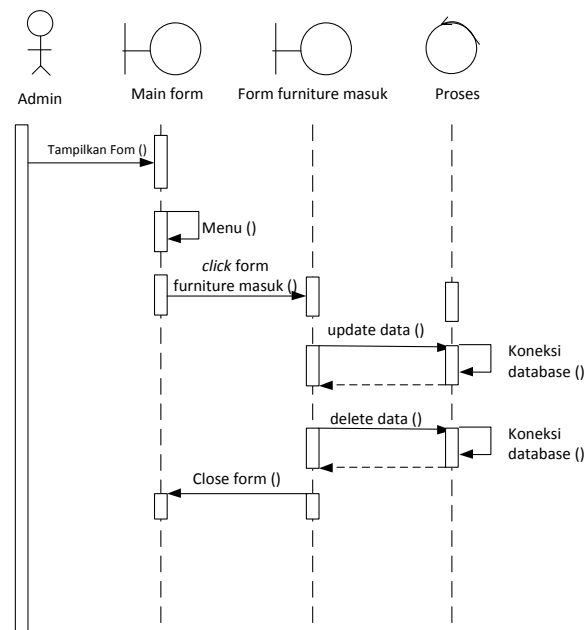 Admin
Main form
Form furniture masuk
Proses
Tampilkan Fom ()
Menu ()
click form
furniture masuk ()
update data ()
Koneksi
database ()
delete data ()
Koneksi
database ()
Close form ()